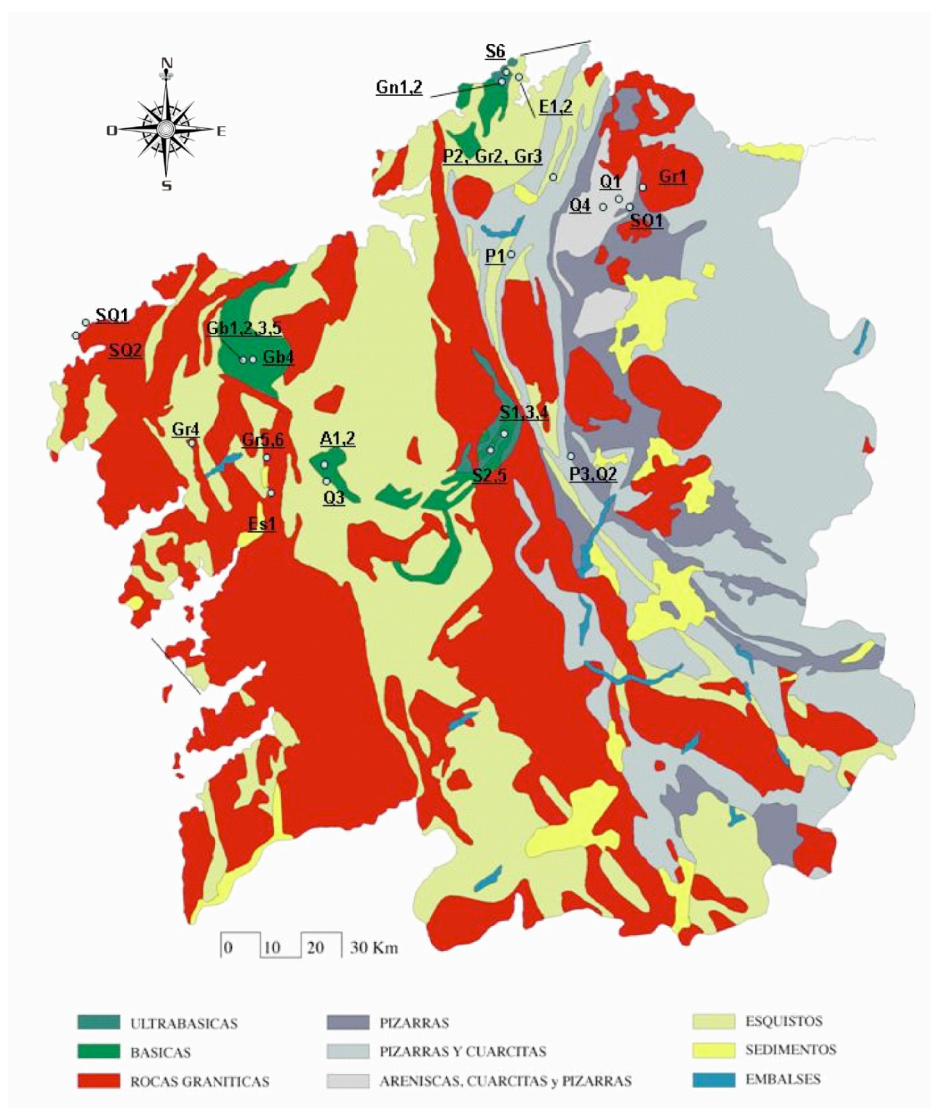 S6
N
Gn1,2
E1,2
O
E
S
P2, Gr2, Gr3
Q1
Gr1
Q4
SO1
P1
SO1
Gb1,2,3,5
SO2
Gb4
S1,3,4
Gr4
Gr5,6
A1,2
S2,5
P3,Q2
Q3
Es1
0 10 20 30 Km
ULTRABASICAS
PIZARRAS
ESQUISTOS
BASICAS
PIZARRAS Y CUARCITAS
SEDIMENTOS
ROCAS GRANITICAS
ARENISCAS, CUARCITAS y PIZARRAS
EMBALSES